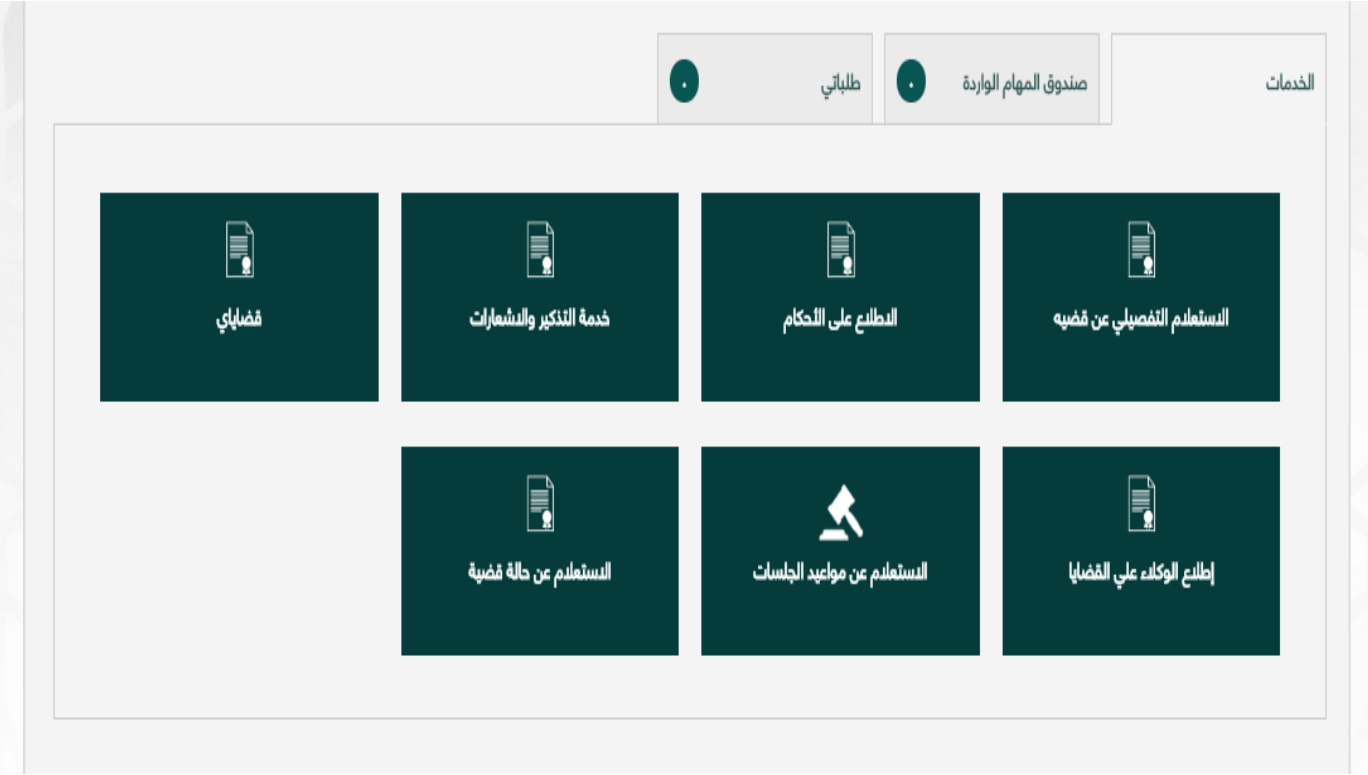 الخدمات
صندوق المهام الواردة ٠
طلباتي ٠
الاستعلام التفصيلي عن قضيه
الاطلاع على الأحكام
خدمة التذكير والاشعارات
قضاياي
إطلاع الوكلاء علي القضايا
الاستعلام عن مواعيد الجلسات
الاستعلام عن حالة قضية